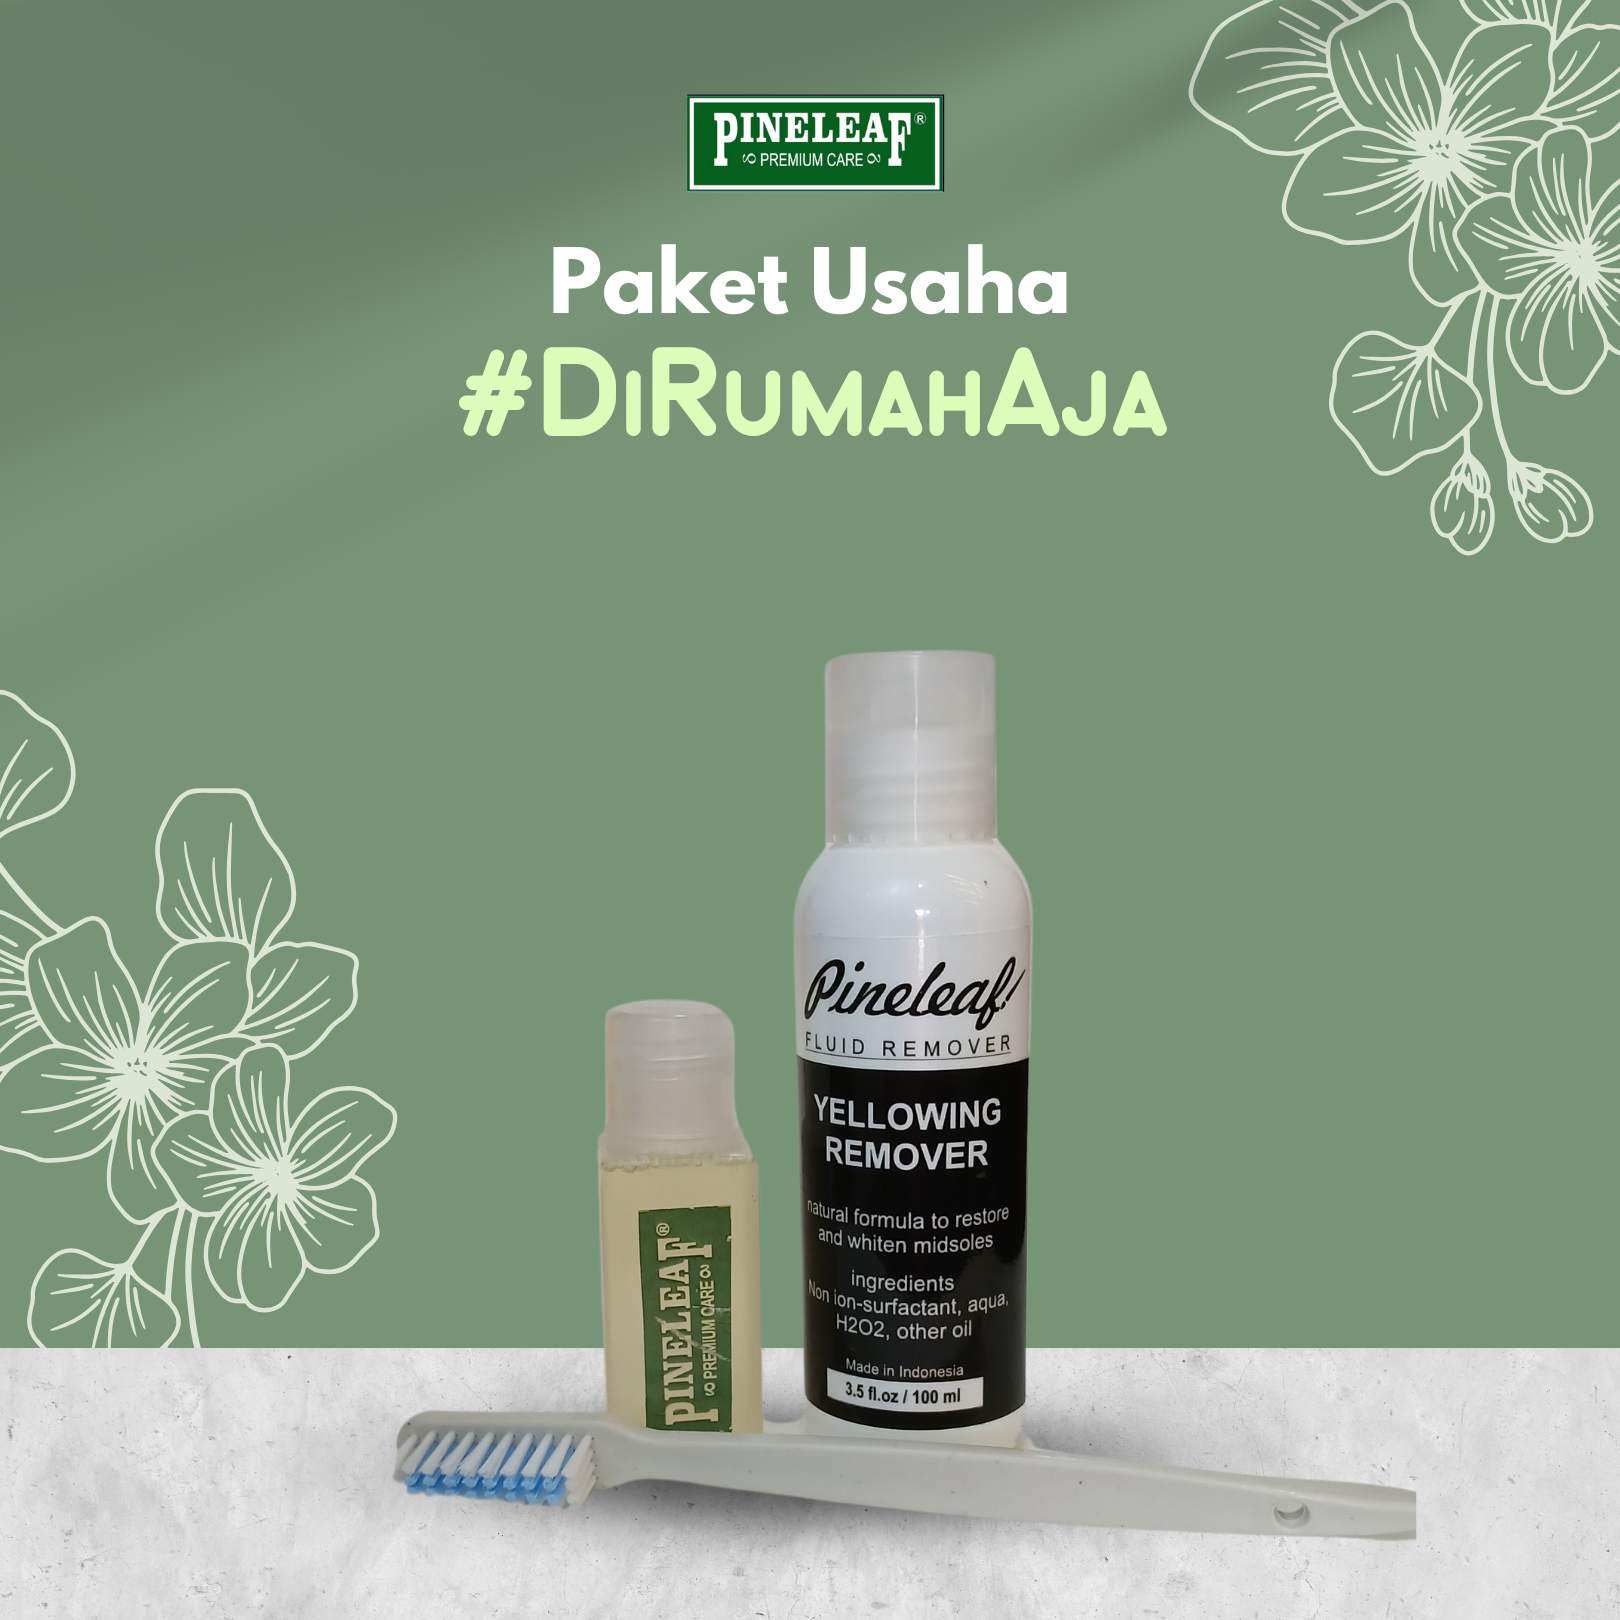 PINELEAF®
PREMIUM CARE
Paket Usaha
#DiRumahAja
PINELEAF®
PREMIUM CARE
Pineleaf!
FLUID REMOVER
YELLOWING
REMOVER
natural formula to restore
and whiten midsoles
ingredients
Non ion-surfactant, aqua,
H2O2, other oil
Made in Indonesia
3.5 fl.oz / 100 ml